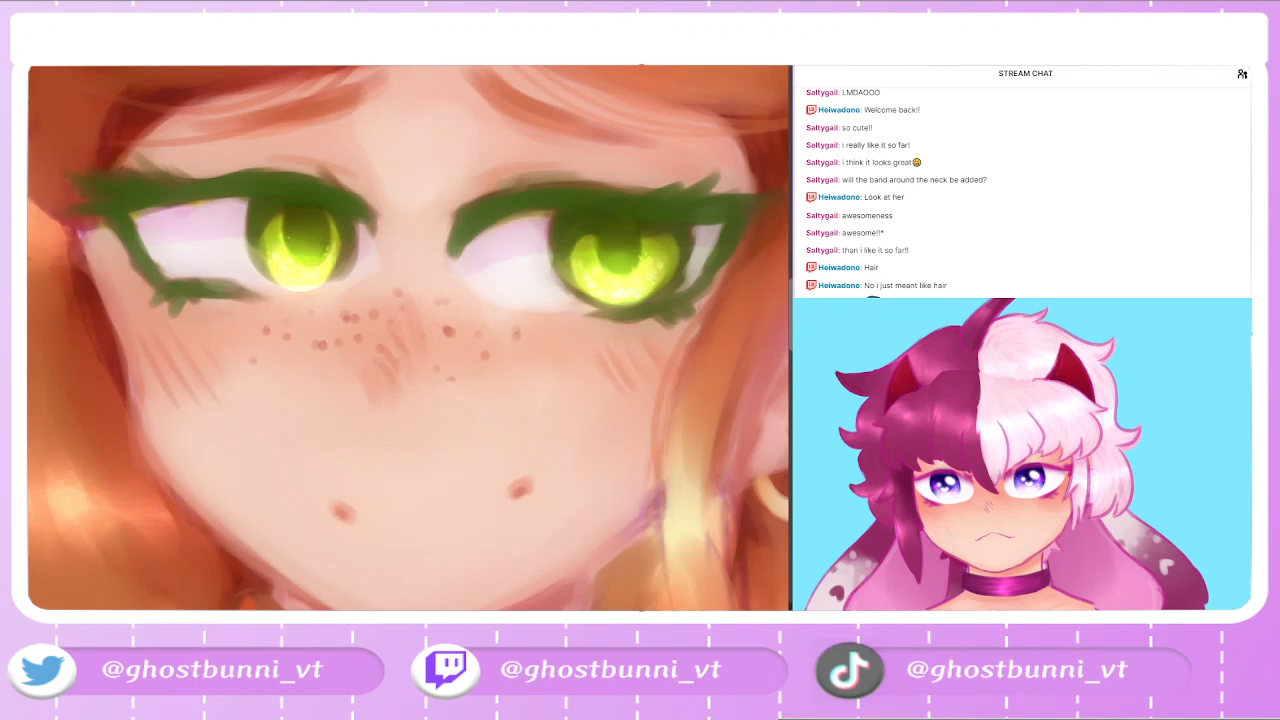 STREAM CHAT
Saltygail: LMDAOOO
Heiwadono: Welcome back!!
Saltygail: so cute!!
Saltygail: i really like it so far!
Saltygail: i think it looks great😄
Saltygail: will the band around the neck be added?
Heiwadono: Look at her
Saltygail: awesomeness
Saltygail: awesome!!*
Saltygail: than i like it so far!!
Heiwadono: Hair
Heiwadono: No i just meant like hair
@ghostbunni_vt
@ghostbunni_vt
@ghostbunni_vt